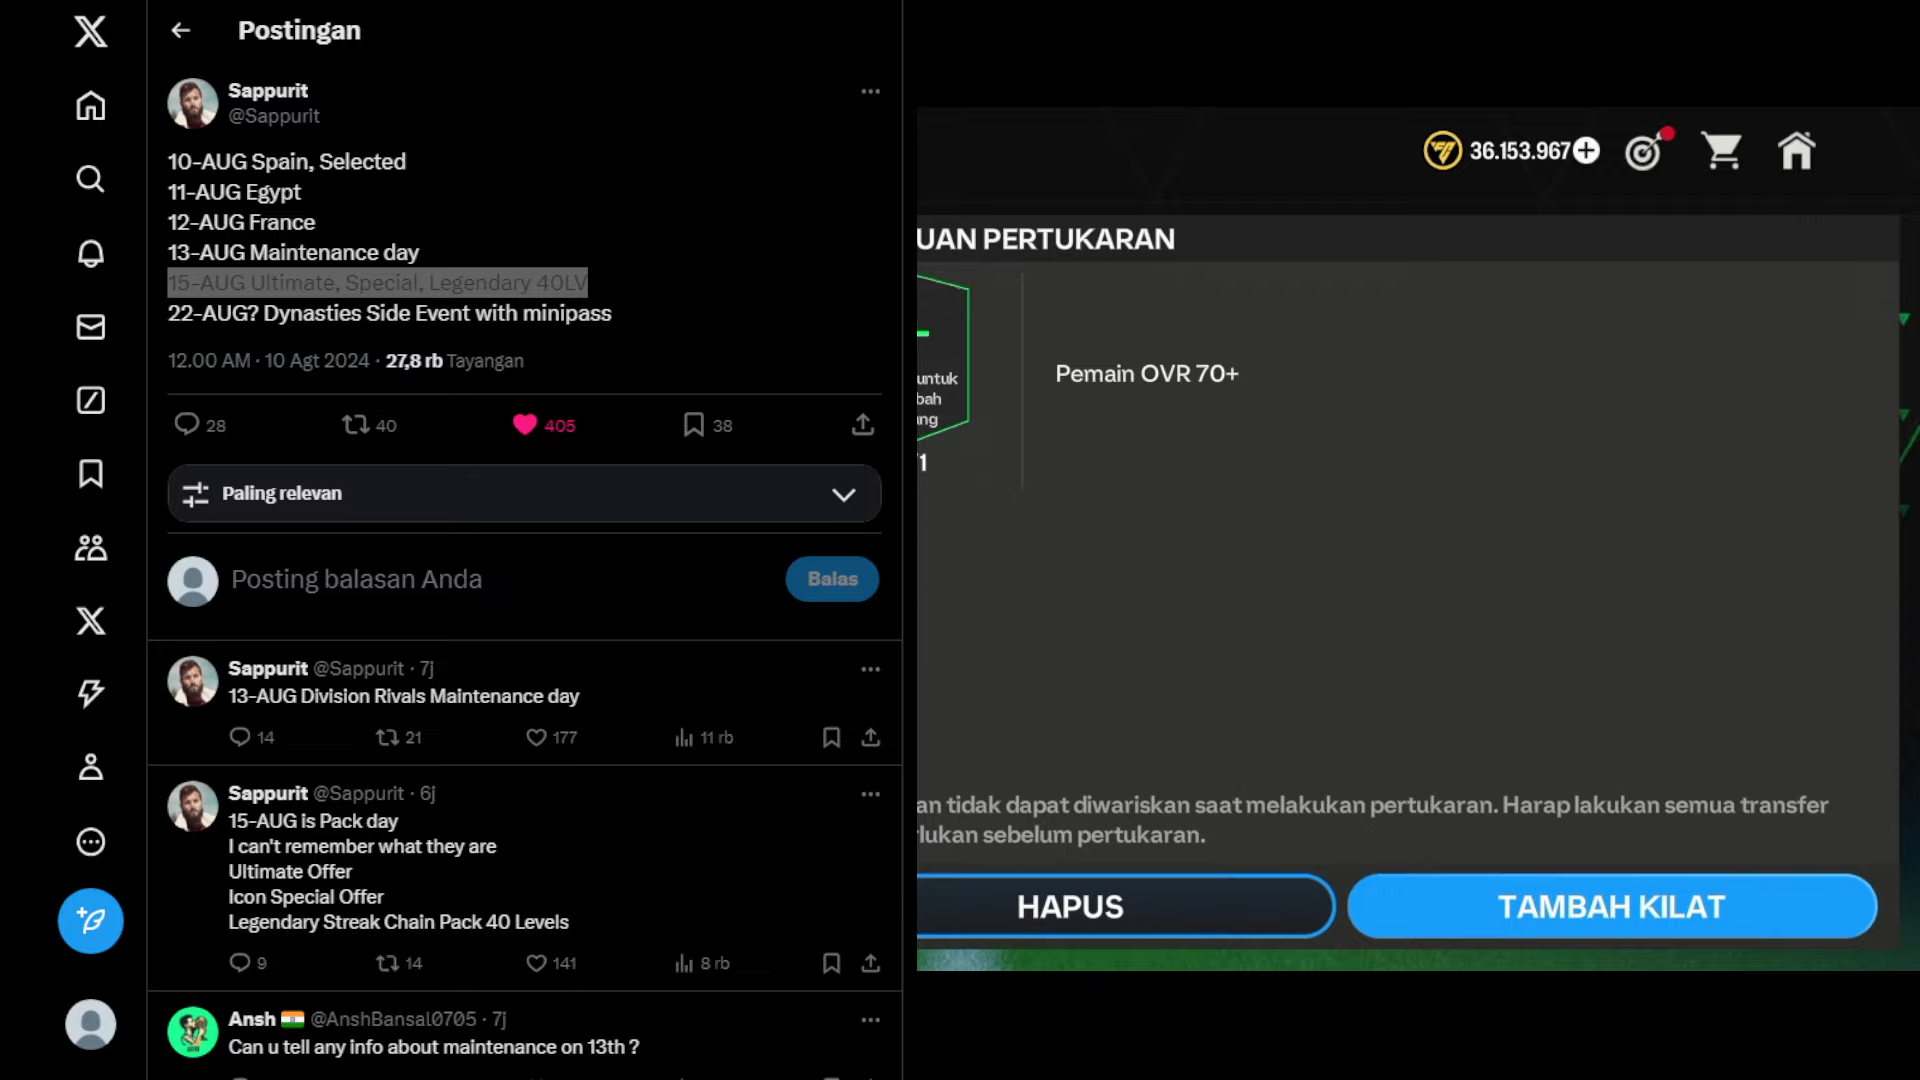 Postingan
Sappurit
@Sappurit
10-AUG Spain, Selected
11-AUG Egypt
12-AUG France
13-AUG Maintenance day
15-AUG Ultimate, Special, Legendary 40LV
22-AUG? Dynasties Side Event with minipass
12.00 AM · 10 Agt 2024 · 27,8 rb Tayangan
28 40 405 38
Paling relevan
Posting balasan Anda
Balas
Sappurit @Sappurit · 7j
13-AUG Division Rivals Maintenance day
14 21 177 11 rb
Sappurit @Sappurit · 6j
15-AUG is Pack day
I can't remember what they are
Ultimate Offer
Icon Special Offer
Legendary Streak Chain Pack 40 Levels
9 14 141 8 rb
Ansh @AnshBansal0705 · 7j
Can u tell any info about maintenance on 13th ?
36.153.967
UAN PERTUKARAN
untuk
bah
ng
/1
Pemain OVR 70+
an tidak dapat diwariskan saat melakukan pertukaran. Harap lakukan semua transfer
lukan sebelum pertukaran.
HAPUS
TAMBAH KILAT